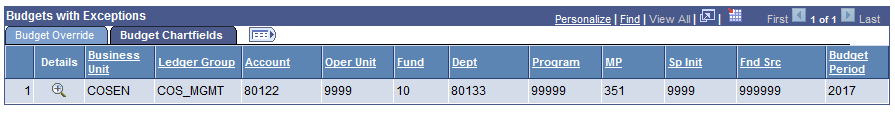 Budgets with Exceptions
Personalize | Find | View All | First 1 of 1 Last
Budget Override Budget Chartfields
Details Business Unit Ledger Group Account Oper Unit Fund Dept Program MP Sp Init Fnd Src Budget Period
1 COSEN COS_MGMT 80122 9999 10 80133 99999 351 9999 999999 2017